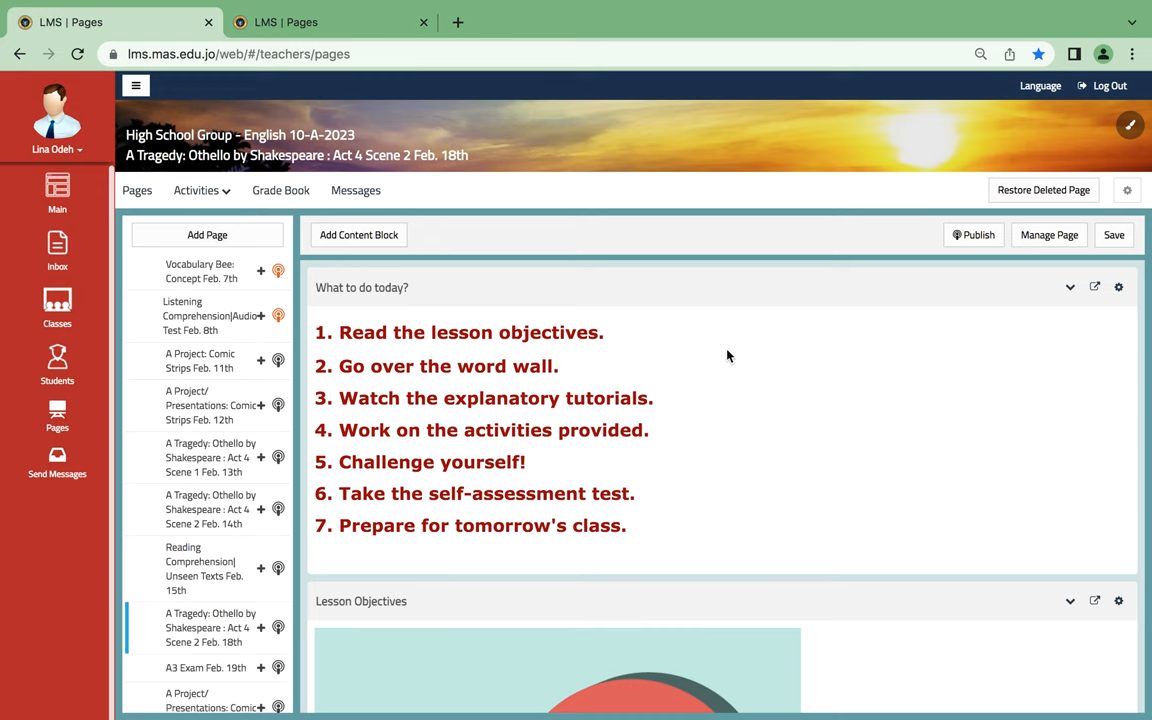 LMS | Pages
LMS | Pages
lms.mas.edu.jo/web/#/teachers/pages
Language
Log Out
High School Group - English 10-A-2023
A Tragedy: Othello by Shakespeare : Act 4 Scene 2 Feb. 18th
Lina Odeh
Pages
Activities
Grade Book
Messages
Restore Deleted Page
Main
Inbox
Classes
Students
Pages
Send Messages
Add Page
Vocabulary Bee:
Concept Feb. 7th
Listening
Comprehension|Audio
Test Feb. 8th
A Project: Comic
Strips Feb. 11th
A Project/
Presentations: Comic
Strips Feb. 12th
A Tragedy: Othello by
Shakespeare : Act 4
Scene 1 Feb. 13th
A Tragedy: Othello by
Shakespeare : Act 4
Scene 2 Feb. 14th
Reading
Comprehension|
Unseen Texts Feb.
15th
A Tragedy: Othello by
Shakespeare : Act 4
Scene 2 Feb. 18th
A3 Exam Feb. 19th
A Project/
Presentations: Comic
Add Content Block
Publish
Manage Page
Save
What to do today?
1. Read the lesson objectives.
2. Go over the word wall.
3. Watch the explanatory tutorials.
4. Work on the activities provided.
5. Challenge yourself!
6. Take the self-assessment test.
7. Prepare for tomorrow's class.
Lesson Objectives